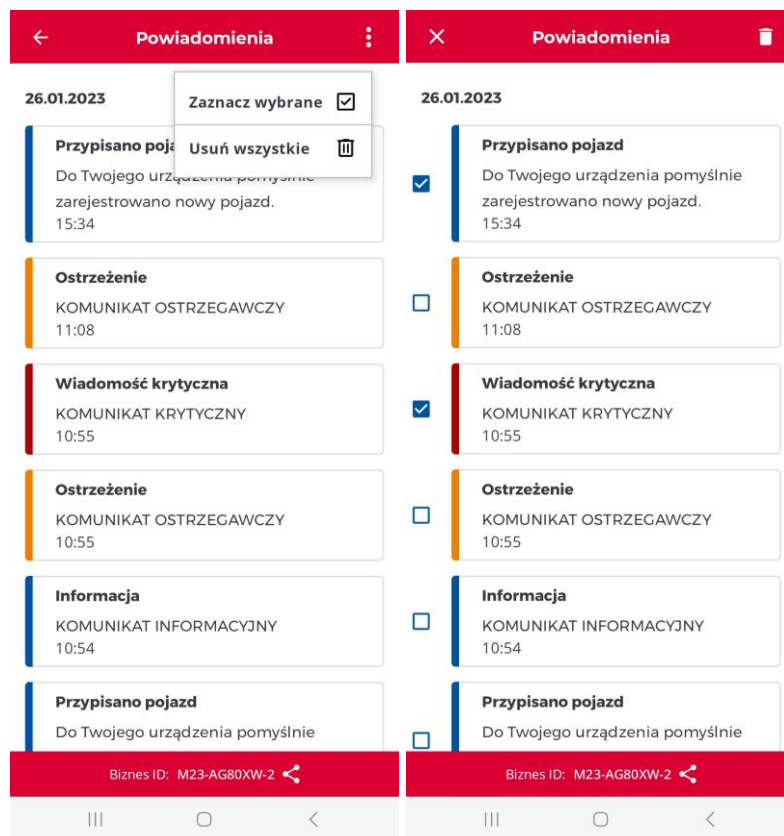 Powiadomienia
26.01.2023
Zaznacz wybrane
Usuń wszystkie
Przypisano
Do Twojego urządzenia pomyślnie
zarejestrowano nowy pojazd.
15:34
Ostrzeżenie
KOMUNIKAT OSTRZEGAWCZY
11:08
Wiadomość krytyczna
KOMUNIKAT KRYTYCZNY
10:55
Ostrzeżenie
KOMUNIKAT OSTRZEGAWCZY
10:55
Informacja
KOMUNIKAT INFORMACYJNY
10:54
Przypisano pojazd
Do Twojego urządzenia pomyślnie
Biznes ID: M23-AG80XW-2
Powiadomienia
26.01.2023
Przypisano pojazd
Do Twojego urządzenia pomyślnie
zarejestrowano nowy pojazd.
15:34
Ostrzeżenie
KOMUNIKAT OSTRZEGAWCZY
11:08
Wiadomość krytyczna
KOMUNIKAT KRYTYCZNY
10:55
Ostrzeżenie
KOMUNIKAT OSTRZEGAWCZY
10:55
Informacja
KOMUNIKAT INFORMACYJNY
10:54
Przypisano pojazd
Do Twojego urządzenia pomyślnie
Biznes ID: M23-AG80XW-2